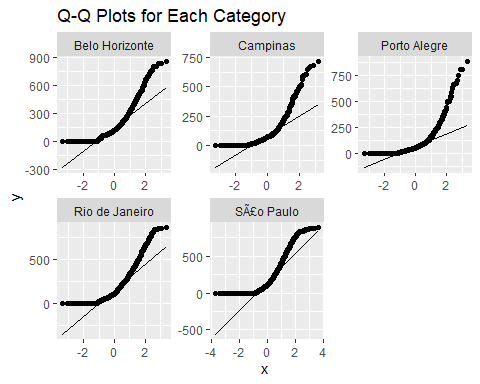 Q-Q Plots for Each Category
Belo Horizonte
Campinas
Porto Alegre
900
600
300
0
-300
750
500
250
0
750
500
250
0
-2 0 2
-2 0 2
-2 0 2
y
Rio de Janeiro
SÃ£o Paulo
500
0
500
0
-500
-2 0 2
-4 -2 0 2 4
x